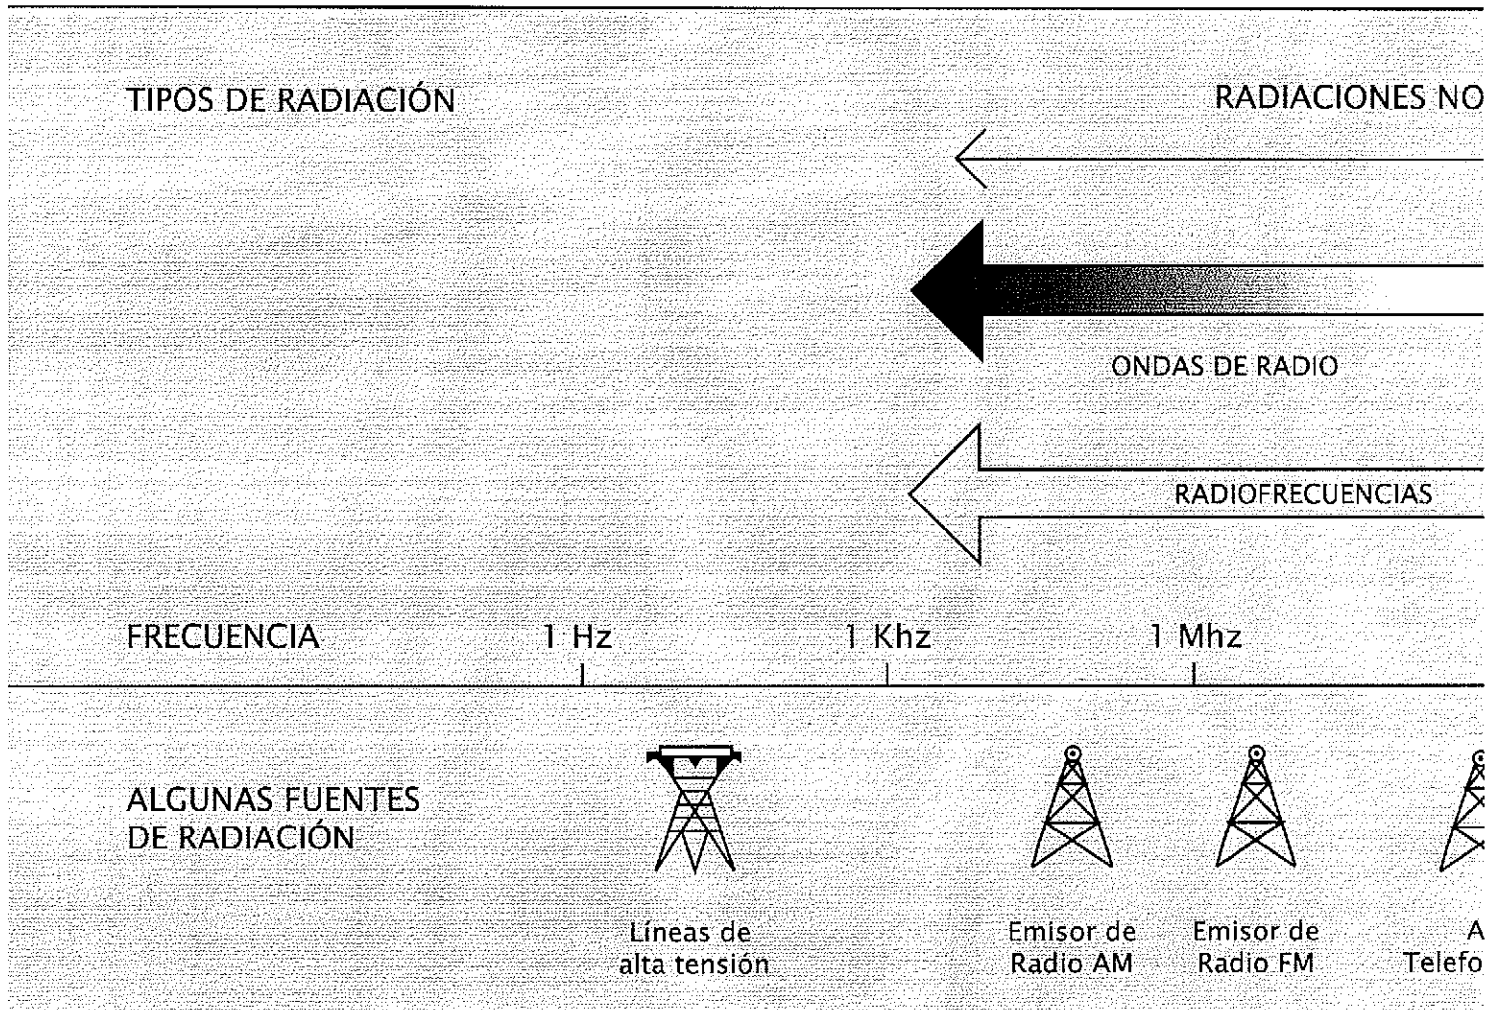 TIPOS DE RADIACIÓN
RADIACIONES NO
ONDAS DE RADIO
RADIOFRECUENCIAS
FRECUENCIA
1 Hz
1 Khz
1 Mhz
ALGUNAS FUENTES
DE RADIACIÓN
Líneas de
alta tensión
Emisor de
Radio AM
Emisor de
Radio FM
A
Telefo